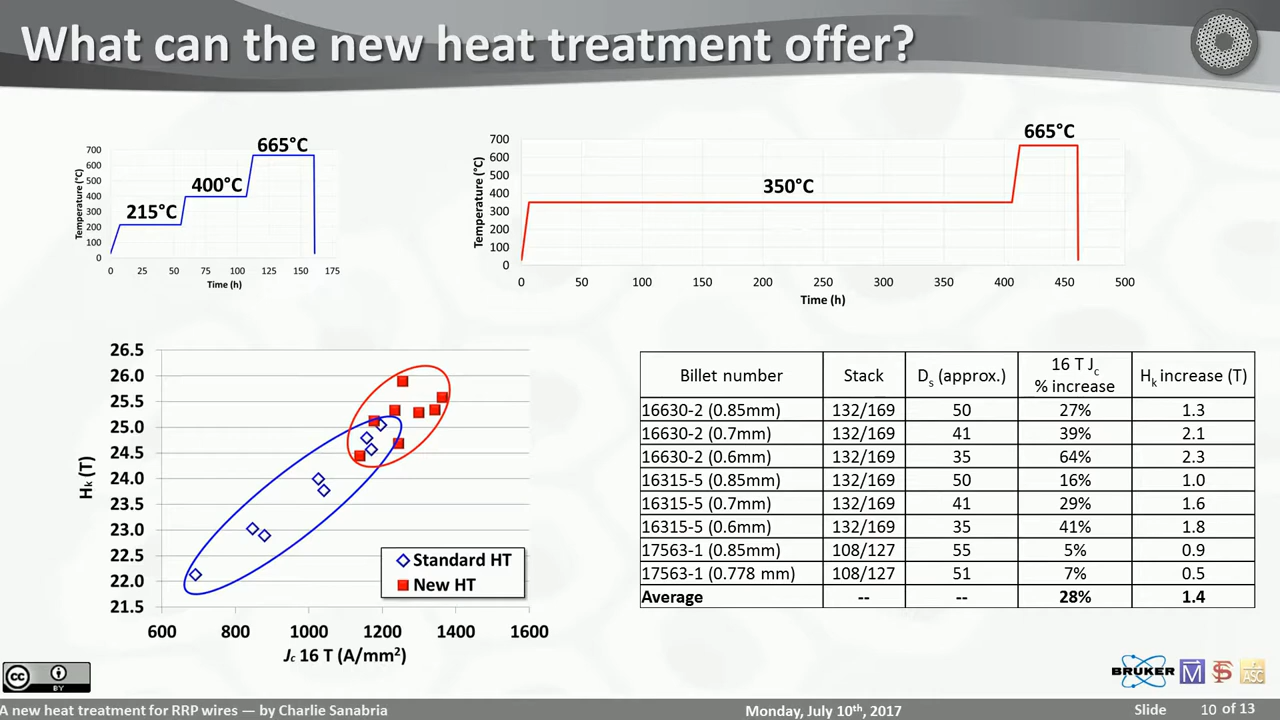 What can the new heat treatment offer?
665°C
400°C
215°C
Temperature (°C)
700
600
500
400
300
200
100
0
0 25 50 75 100 125 150 175
Time (h)
665°C
350°C
Temperature (°C)
700
600
500
400
300
200
100
0
0 50 100 150 200 250 300 350 400 450 500
Time (h)
26.5
26.0
25.5
25.0
24.5
24.0
23.5
23.0
22.5
22.0
21.5
Hk (T)
Standard HT
New HT
600 800 1000 1200 1400 1600
Jc 16 T (A/mm²)
Billet number Stack Ds (approx.) 16 T Jc % increase Hk increase (T)
16630-2 (0.85mm) 132/169 50 27% 1.3
16630-2 (0.7mm) 132/169 41 39% 2.1
16630-2 (0.6mm) 132/169 35 64% 2.3
16315-5 (0.85mm) 132/169 50 16% 1.0
16315-5 (0.7mm) 132/169 41 29% 1.6
16315-5 (0.6mm) 132/169 35 41% 1.8
17563-1 (0.85mm) 108/127 55 5% 0.9
17563-1 (0.778 mm) 108/127 51 7% 0.5
Average -- -- 28% 1.4
cc BY
BRUKER M FS ASC
A new heat treatment for RRP wires — by Charlie Sanabria Monday, July 10th, 2017 Slide 10 of 13